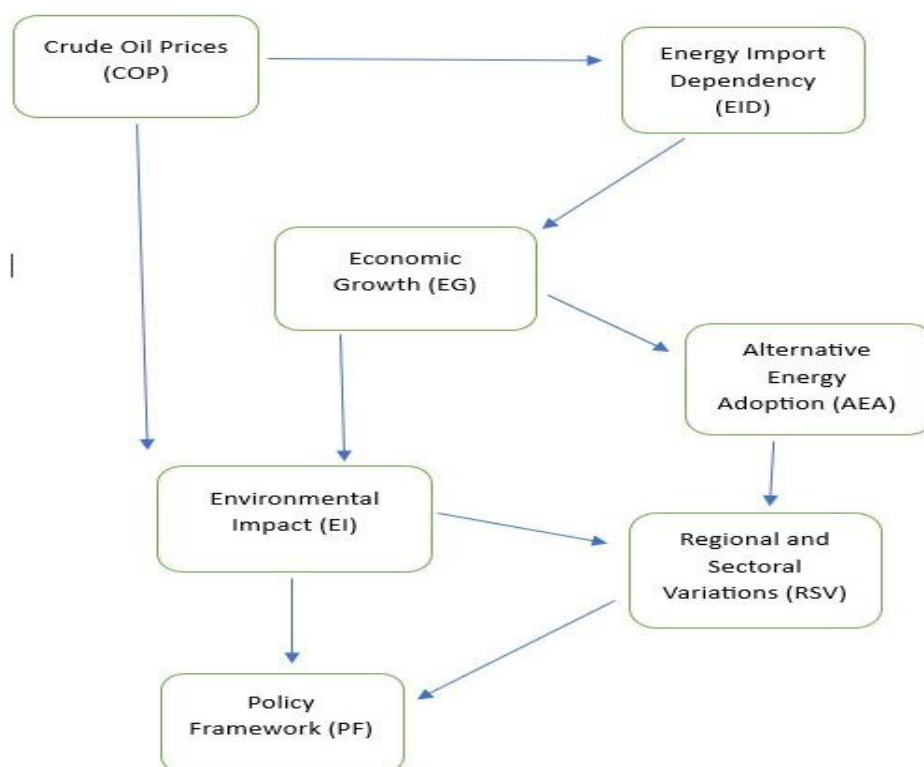 Crude Oil Prices
(COP)
Energy Import
Dependency
(EID)
Economic
Growth (EG)
Alternative
Energy
Adoption (AEA)
Environmental
Impact (EI)
Regional and
Sectoral
Variations (RSV)
Policy
Framework (PF)